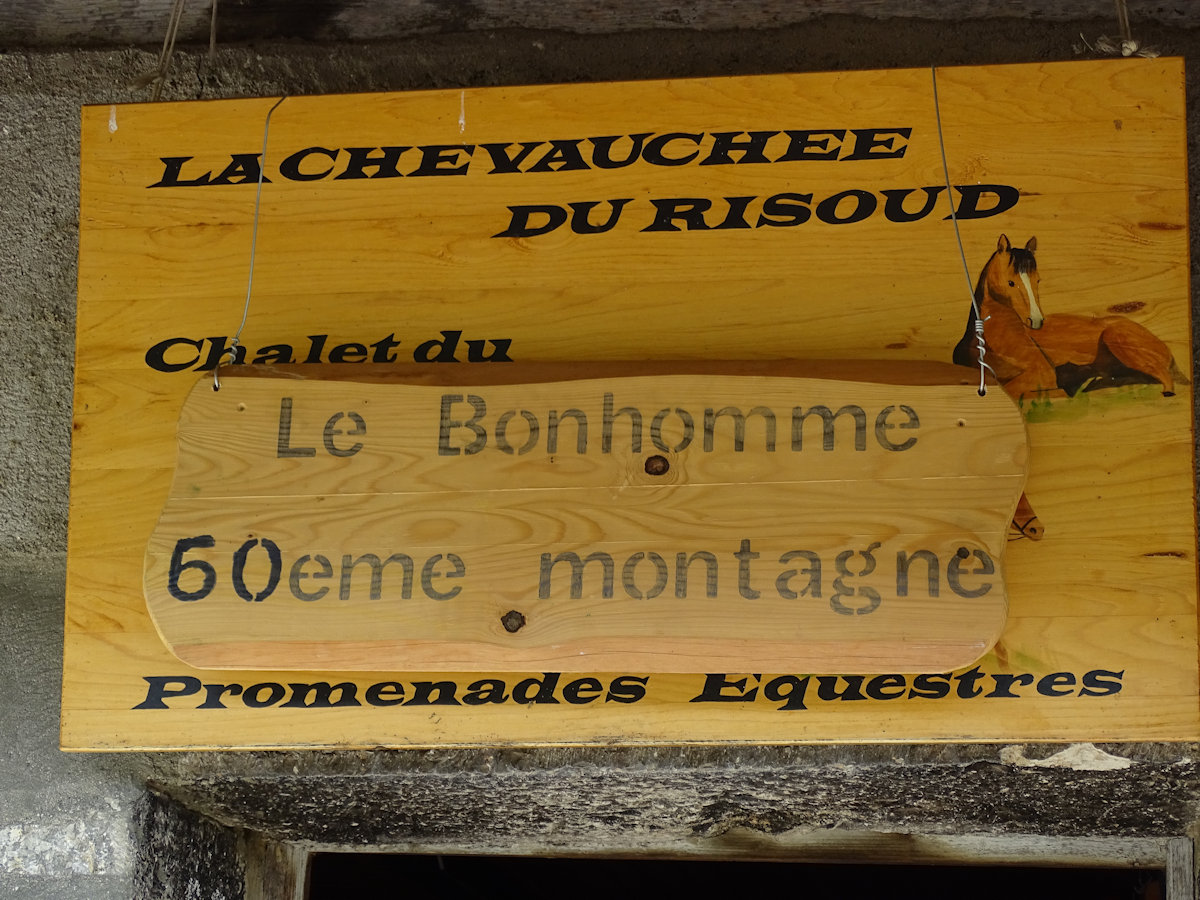 LA CHEVAUCHEE
DU RISOUD
Chalet du
Le Bonhomme
60eme montagne
Promenades Equestres